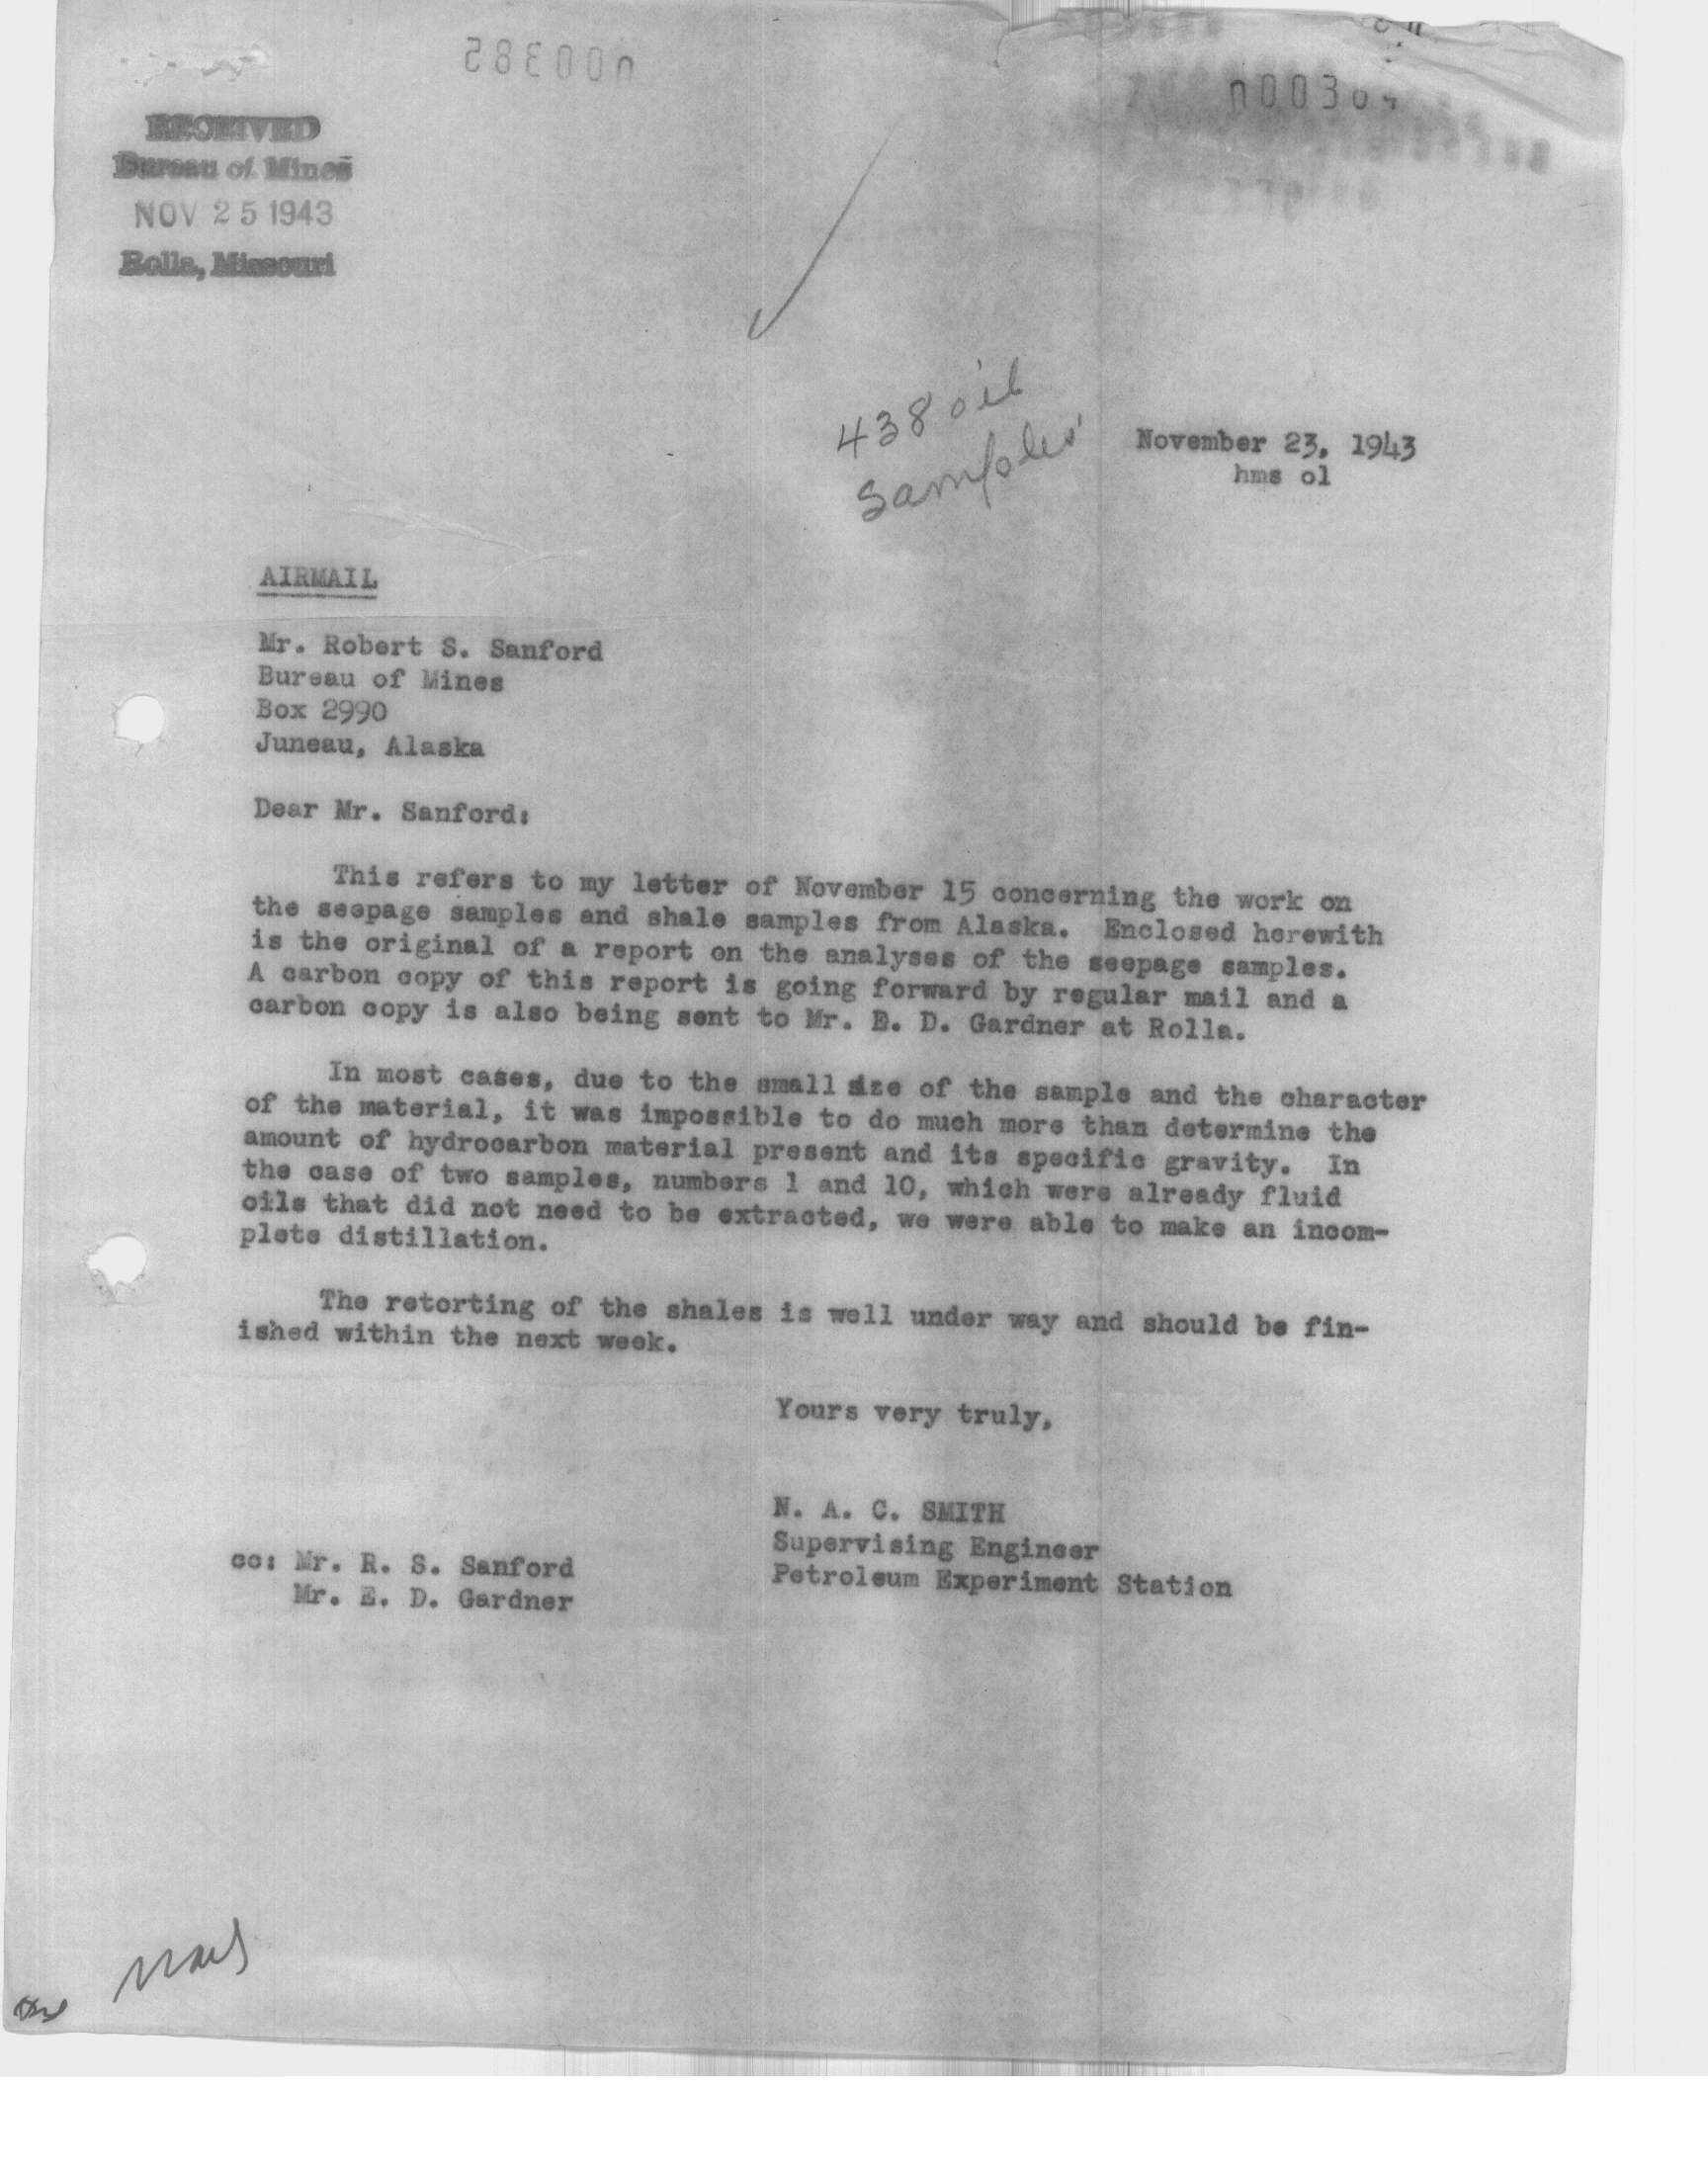 000385
RECEIVED
Bureau of Mines
NOV 25 1943
Rolla, Missouri
438 oil
samples
November 23, 1943
hms ol
AIRMAIL
Mr. Robert S. Sanford
Bureau of Mines
Box 2990
Juneau, Alaska
Dear Mr. Sanford:
This refers to my letter of November 15 concerning the work on
the seepage samples and shale samples from Alaska. Enclosed herewith
is the original of a report on the analyses of the seepage samples.
A carbon copy of this report is going forward by regular mail and a
carbon copy is also being sent to Mr. E. D. Gardner at Rolla.
In most cases, due to the small size of the sample and the character
of the material, it was impossible to do much more than determine the
amount of hydrocarbon material present and its specific gravity. In
the case of two samples, numbers 1 and 10, which were already fluid
oils that did not need to be extracted, we were able to make an incom-
plete distillation.
The retorting of the shales is well under way and should be fin-
ished within the next week.
Yours very truly,
N. A. C. SMITH
Supervising Engineer
Petroleum Experiment Station
cc: Mr. R. S. Sanford
Mr. E. D. Gardner